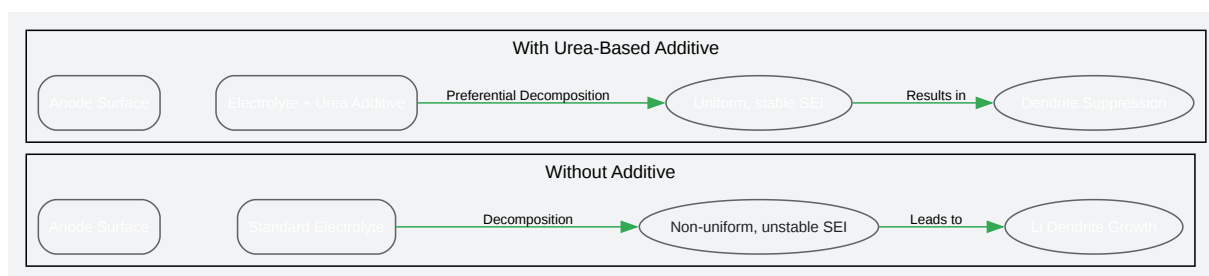 With Urea-Based Additive
Anode Surface
Electrolyte + Urea Additive
Preferential Decomposition
Uniform, stable SEI
Results in
Dendrite Suppression
Without Additive
Anode Surface
Standard Electrolyte
Decomposition
Non-uniform, unstable SEI
Leads to
Li Dendrite Growth